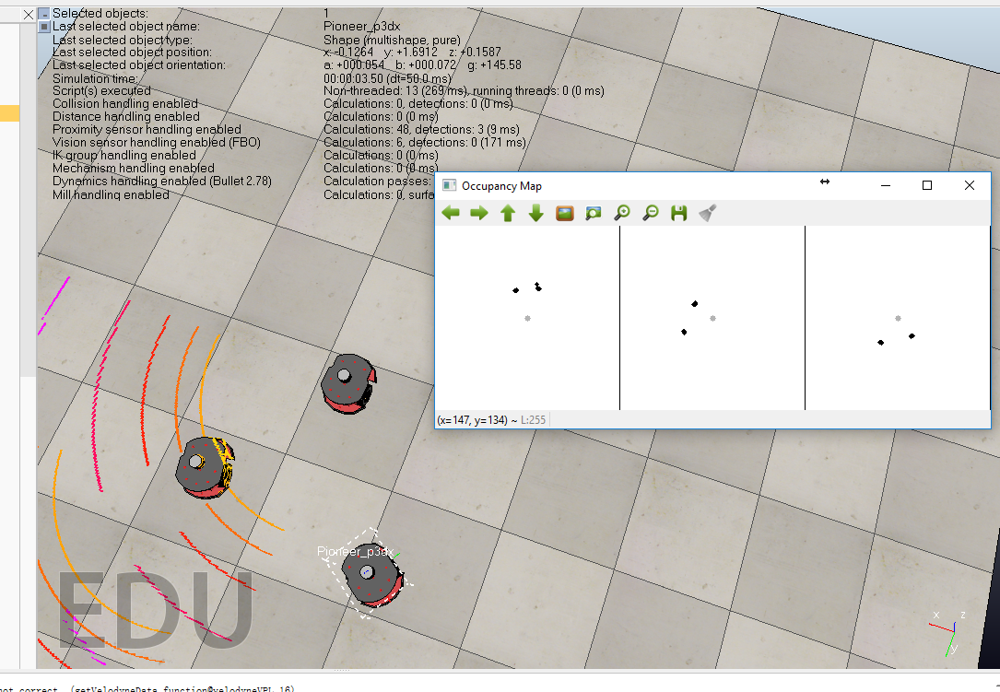 Selected objects: 1
Last selected object name: Pioneer_p3dx
Last selected object type: Shape (multishape, pure)
Last selected object position: x: -0.1264 y: +1.6912 z: +0.1587
Last selected object orientation: a: +000.054 b: +000.072 g: +145.58
Simulation time: 00:00:03.50 (dt=50.0 ms)
Script(s) executed Non-threaded: 13 (269 ms), running threads: 0 (0 ms)
Collision handling enabled Calculations: 0, detections: 0 (0 ms)
Distance handling enabled Calculations: 0 (0 ms)
Proximity sensor handling enabled Calculations: 48, detections: 3 (9 ms)
Vision sensor handling enabled (FBO) Calculations: 6, detections: 0 (171 ms)
IK group handling enabled Calculations: 0 (0 ms)
Mechanism handling enabled Calculations: 0 (0 ms)
Dynamics handling enabled (Bullet 2.78) Calculation passes:
Mill handling enabled Calculations: 0, surfa
Occupancy Map
(x=147, y=134) ~ L:255
Pioneer_p3dx
EDU
x z
y
not correct. (getVelodyneData_function@velodyneVPL_16)